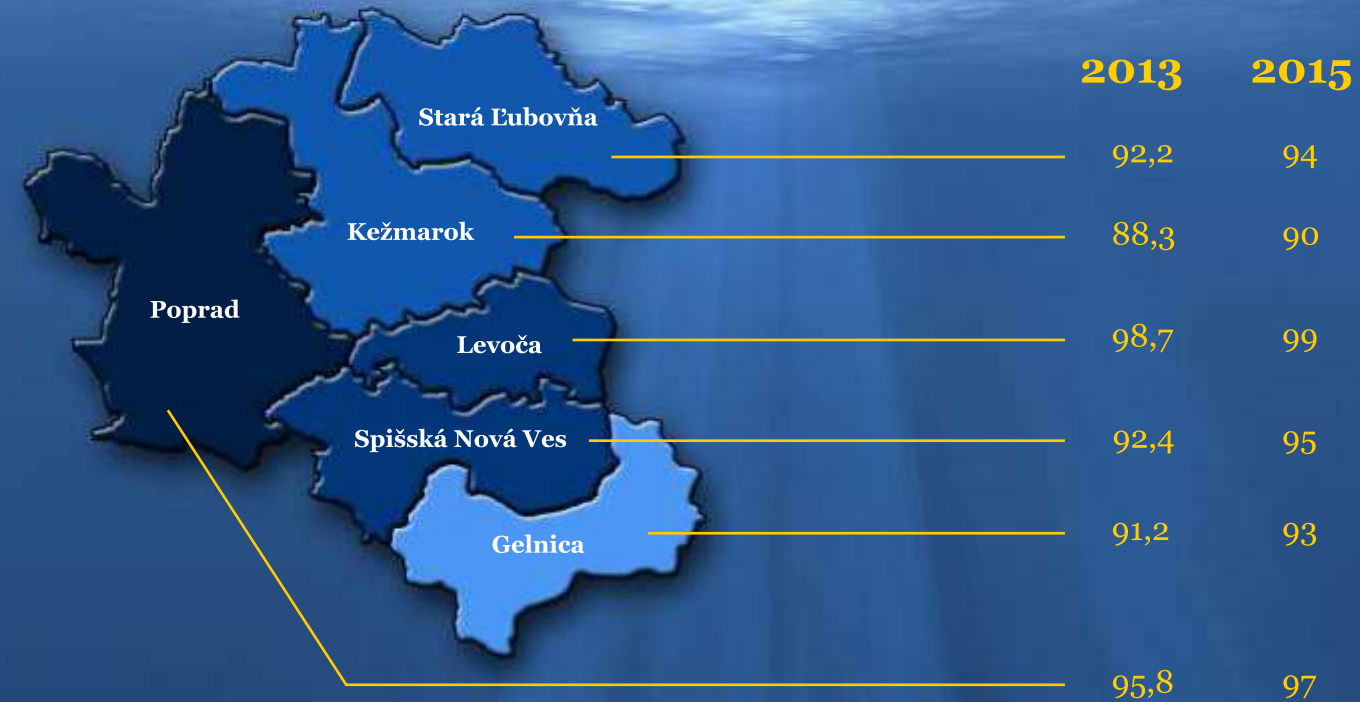 2013 2015
Stará Ľubovňa 92,2 94
Kežmarok 88,3 90
Poprad
Levoča 98,7 99
Spišská Nová Ves 92,4 95
Gelnica 91,2 93
95,8 97